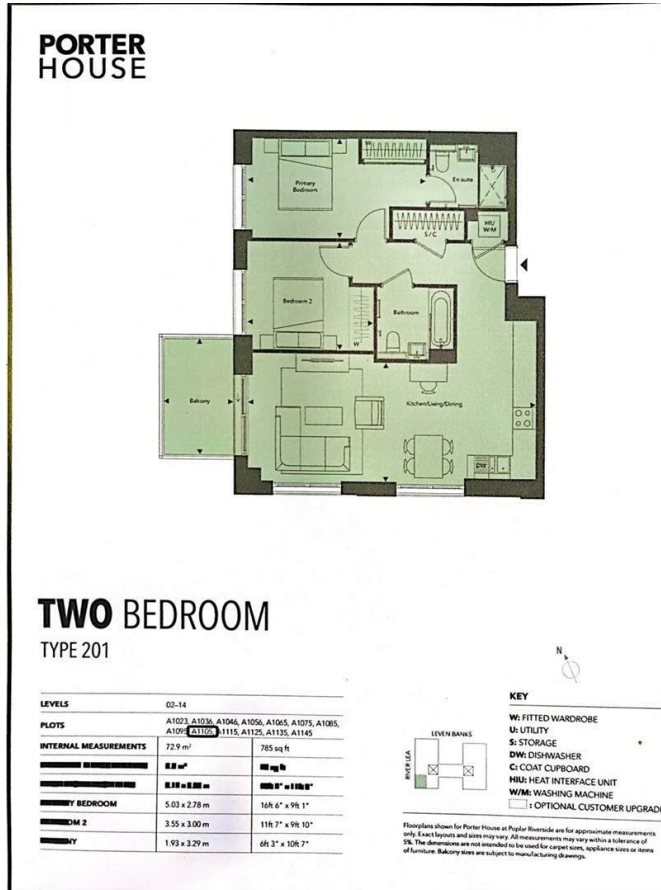 PORTER
HOUSE
W
Primary
Bedroom
En suite
S / C
HIU
W/M
Bedroom 2
Bathroom
W
Balcony
Kitchen/Living/Dining
DW
TWO BEDROOM
TYPE 201
N
LEVELS 02–14
PLOTS A1023, A1036, A1046, A1056, A1065, A1075, A1085,
A1095, A1105, A1115, A1125, A1135, A1145
INTERNAL MEASUREMENTS 72.9 m² 785 sq ft
Y BEDROOM 5.03 x 2.78 m 16ft 6" x 9ft 1"
OM 2 3.55 x 3.00 m 11ft 7" x 9ft 10"
NY 1.93 x 3.29 m 6ft 3" x 10ft 7"
LEVEN BANKS
RIVER LEA
KEY
W: FITTED WARDROBE
U: UTILITY
S: STORAGE
DW: DISHWASHER
C: COAT CUPBOARD
HIU: HEAT INTERFACE UNIT
W/M: WASHING MACHINE
: OPTIONAL CUSTOMER UPGRADE
Floorplans shown for Porter House at Poplar Riverside are for approximate measurements
only. Exact layouts and sizes may vary. All measurements may vary within a tolerance of
5%. The dimensions are not intended to be used for carpet sizes, appliance sizes or items
of furniture. Balcony sizes are subject to manufacturing drawings.